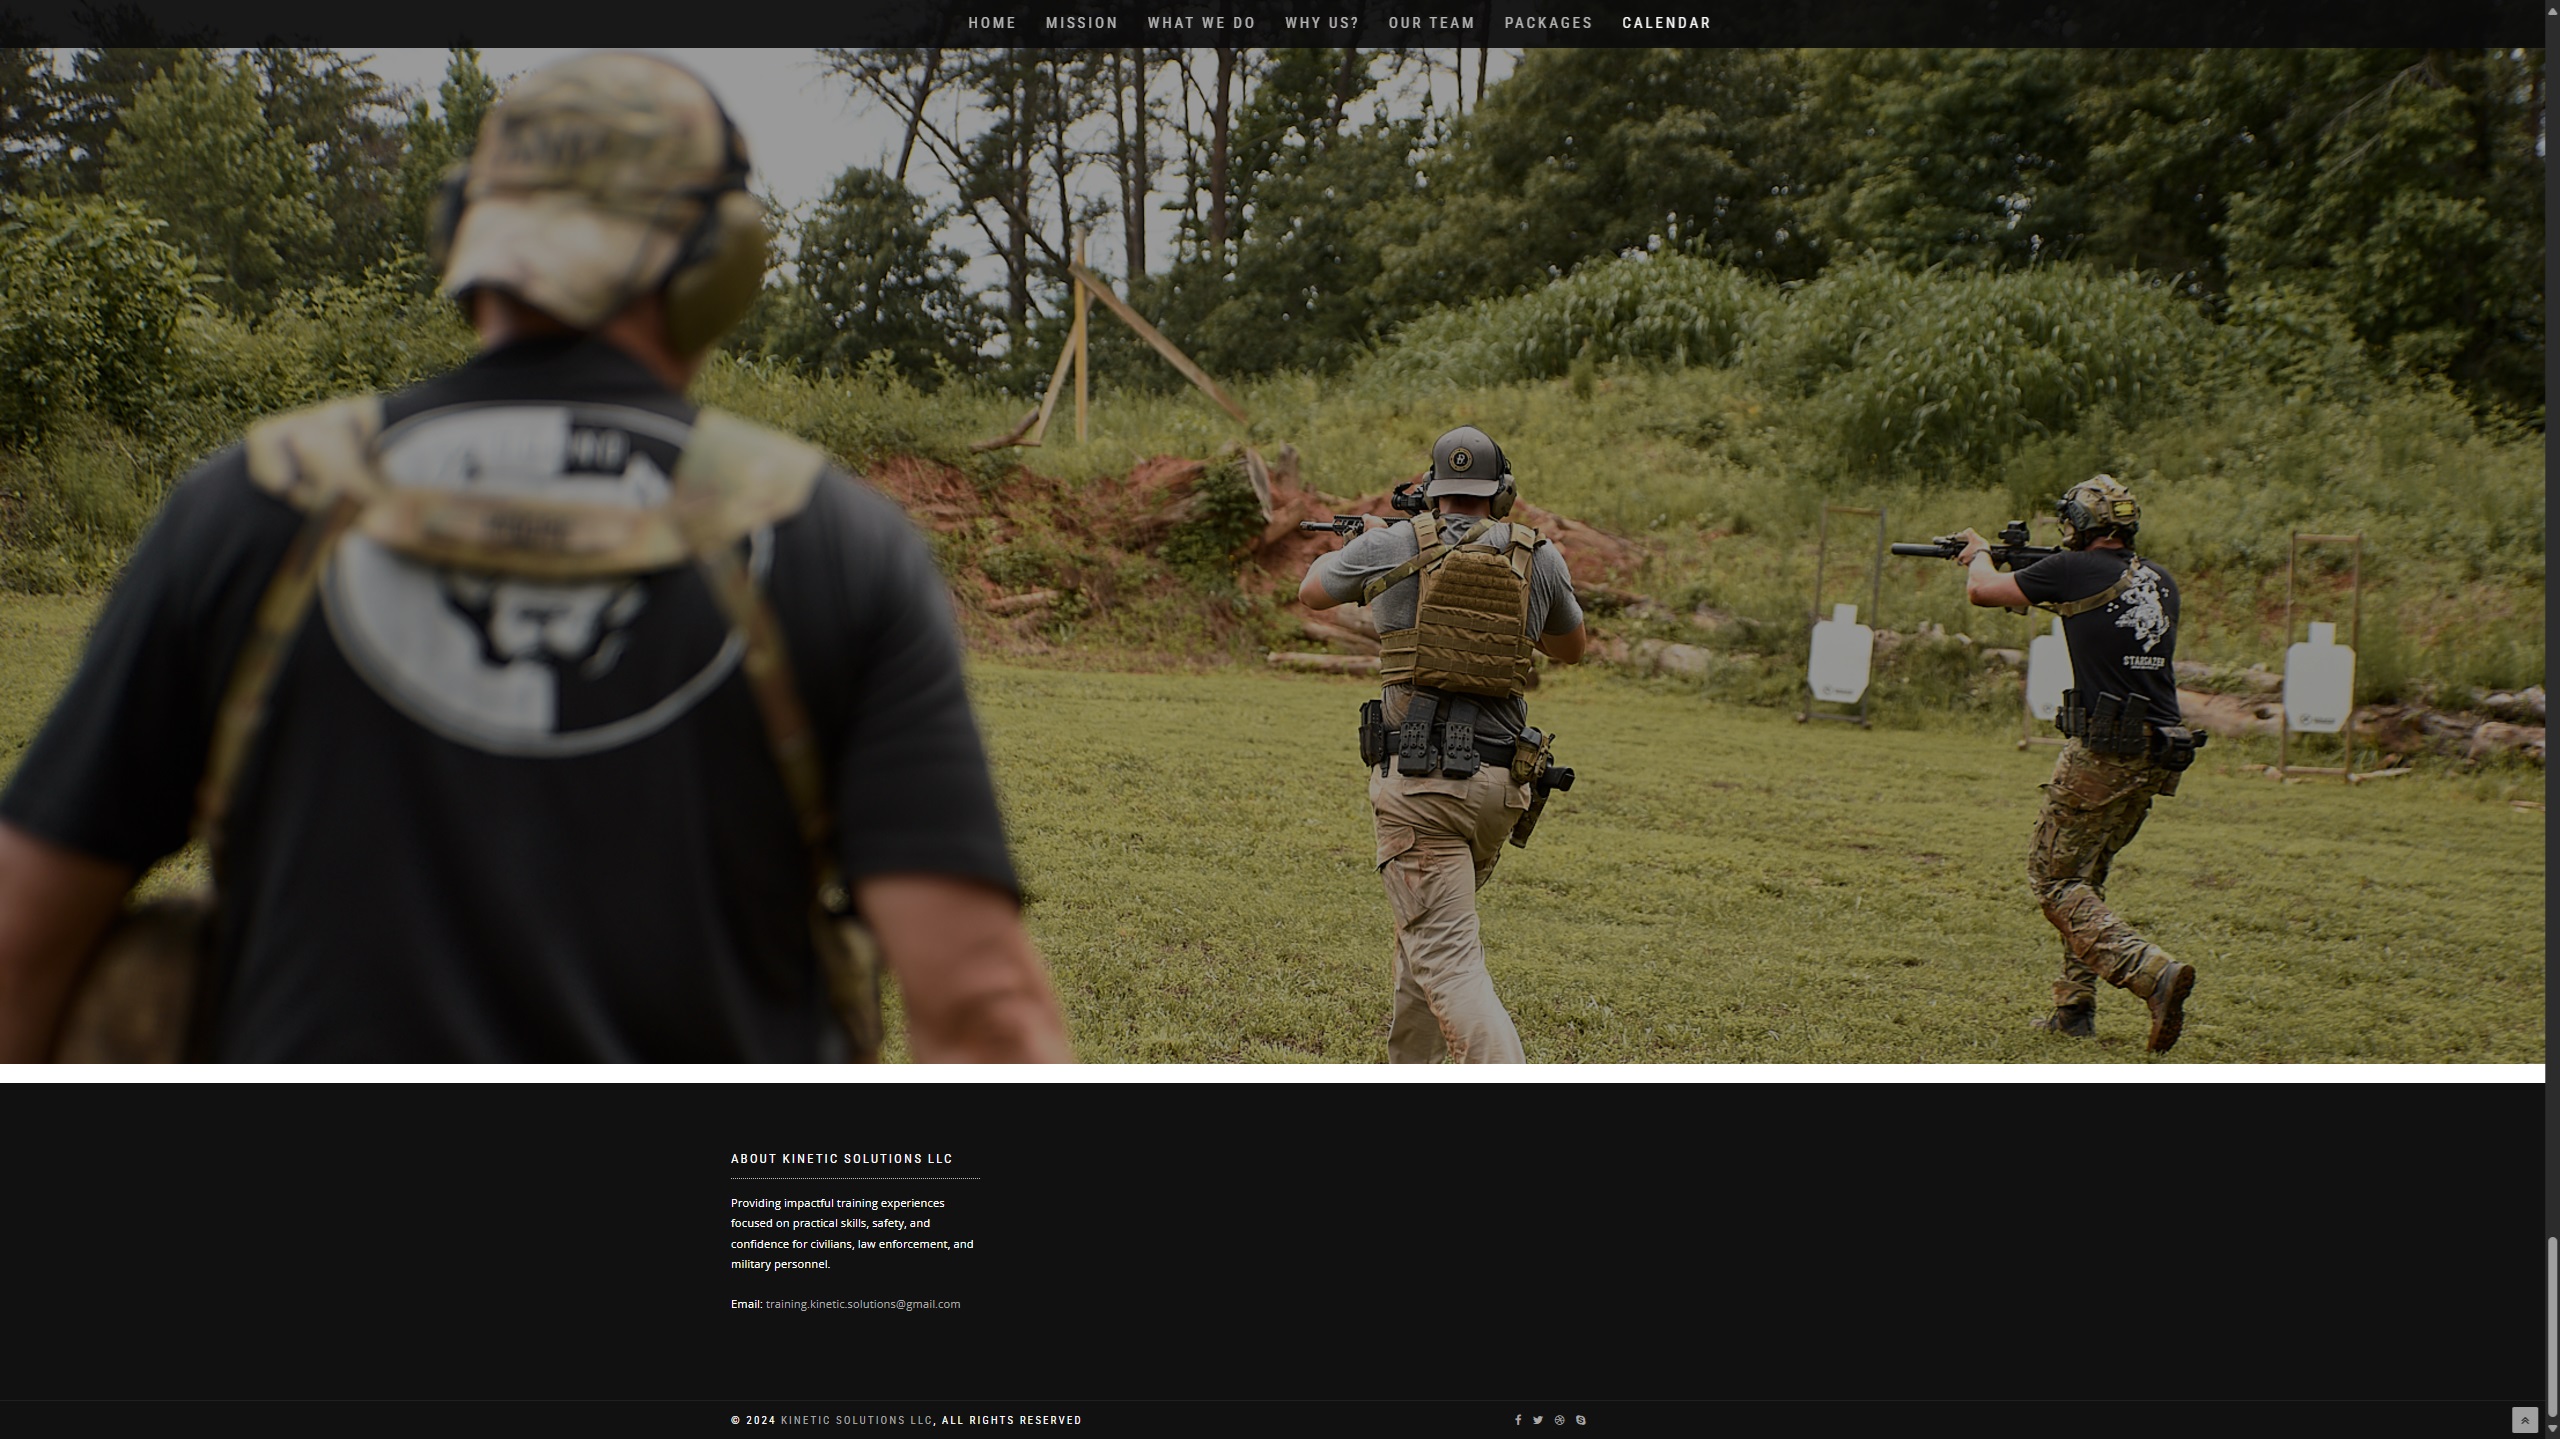 HOME MISSION WHAT WE DO WHY US? OUR TEAM PACKAGES CALENDAR
STARGAZER
ABOUT KINETIC SOLUTIONS LLC
Providing impactful training experiences
focused on practical skills, safety, and
confidence for civilians, law enforcement, and
military personnel.
Email: training.kinetic.solutions@gmail.com
© 2024 KINETIC SOLUTIONS LLC, ALL RIGHTS RESERVED